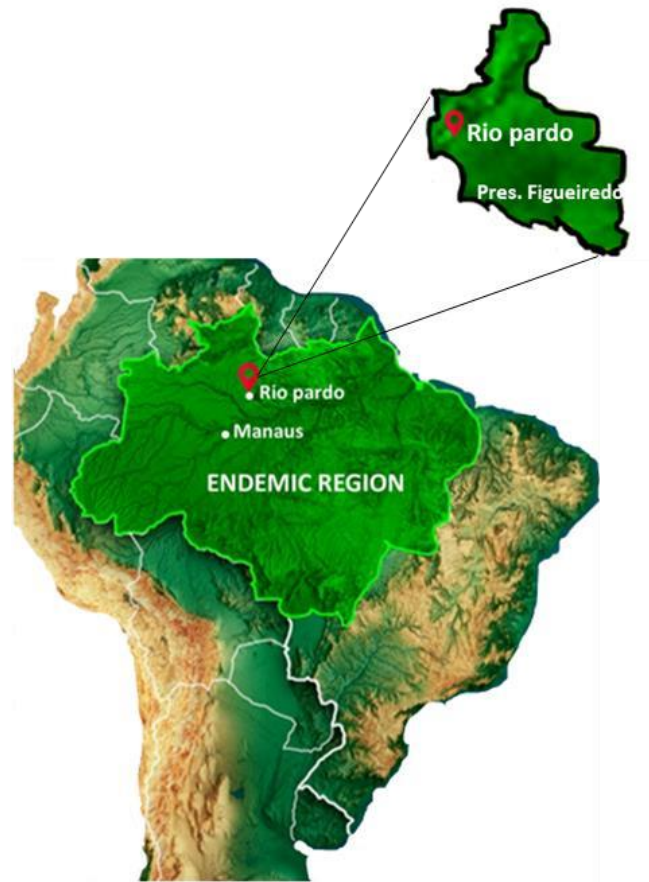 Rio pardo
Pres. Figueiredo
Rio pardo
Manaus
ENDEMIC REGION